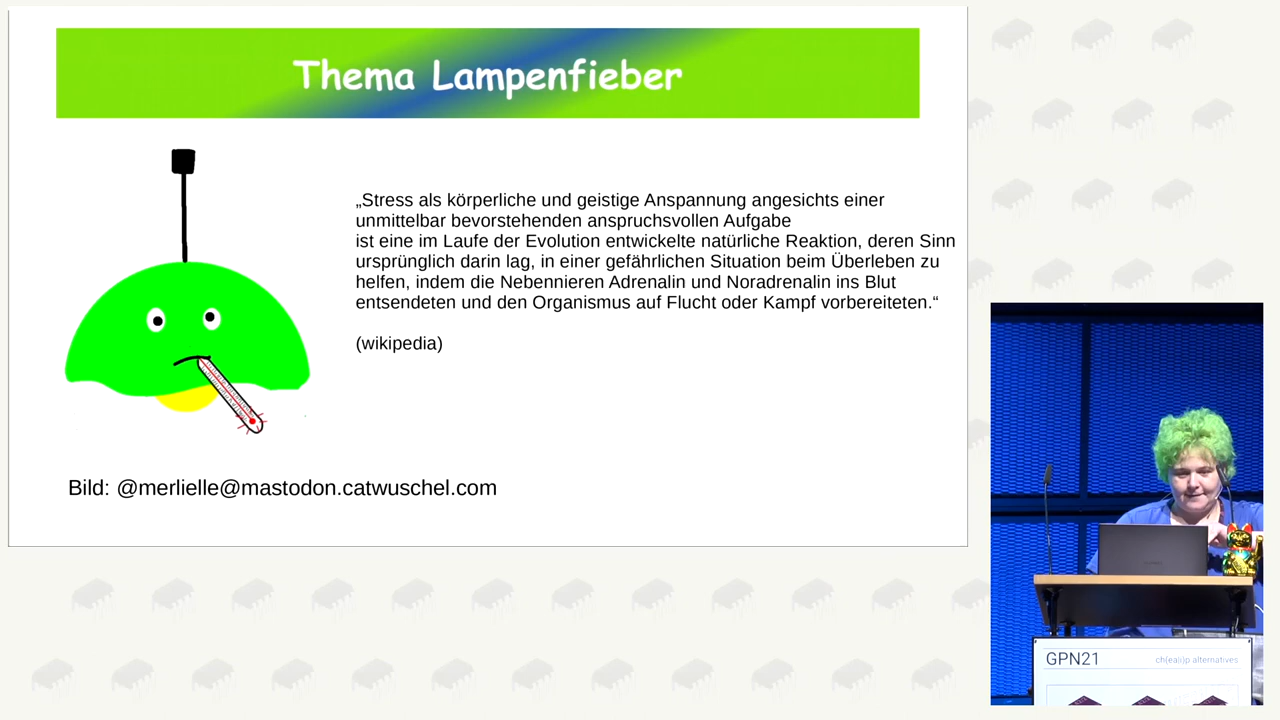 Thema Lampenfieber
„Stress als körperliche und geistige Anspannung angesichts einer
unmittelbar bevorstehenden anspruchsvollen Aufgabe
ist eine im Laufe der Evolution entwickelte natürliche Reaktion, deren Sinn
ursprünglich darin lag, in einer gefährlichen Situation beim Überleben zu
helfen, indem die Nebennieren Adrenalin und Noradrenalin ins Blut
entsendeten und den Organismus auf Flucht oder Kampf vorbereiteten.“
(wikipedia)
Bild: @merlielle@mastodon.catwuschel.com
GPN21
ch(ea)ip alternatives